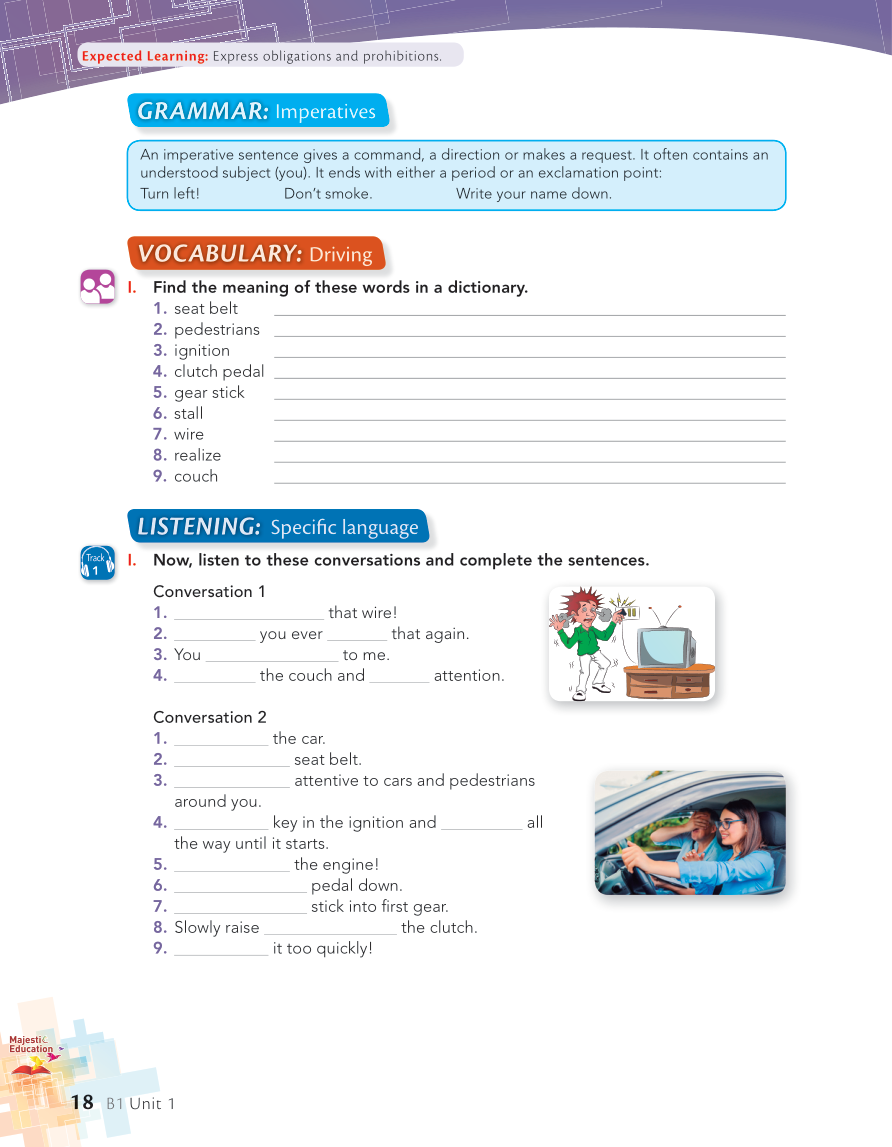 Expected Learning: Express obligations and prohibitions.
GRAMMAR: Imperatives
An imperative sentence gives a command, a direction or makes a request. It often contains an
understood subject (you). It ends with either a period or an exclamation point:
Turn left! Don’t smoke. Write your name down.
VOCABULARY: Driving
I. Find the meaning of these words in a dictionary.
1. seat belt
2. pedestrians
3. ignition
4. clutch pedal
5. gear stick
6. stall
7. wire
8. realize
9. couch
LISTENING: Specific language
Track
1
I. Now, listen to these conversations and complete the sentences.
Conversation 1
1. ____________ that wire!
2. ____________ you ever ________ that again.
3. You ____________ to me.
4. ____________ the couch and ________ attention.
Conversation 2
1. ____________ the car.
2. ____________ seat belt.
3. ____________ attentive to cars and pedestrians
around you.
4. ____________ key in the ignition and ____________ all
the way until it starts.
5. ____________ the engine!
6. ____________ pedal down.
7. ____________ stick into first gear.
8. Slowly raise ____________ the clutch.
9. ____________ it too quickly!
Majestic
Education
18 B1 Unit 1